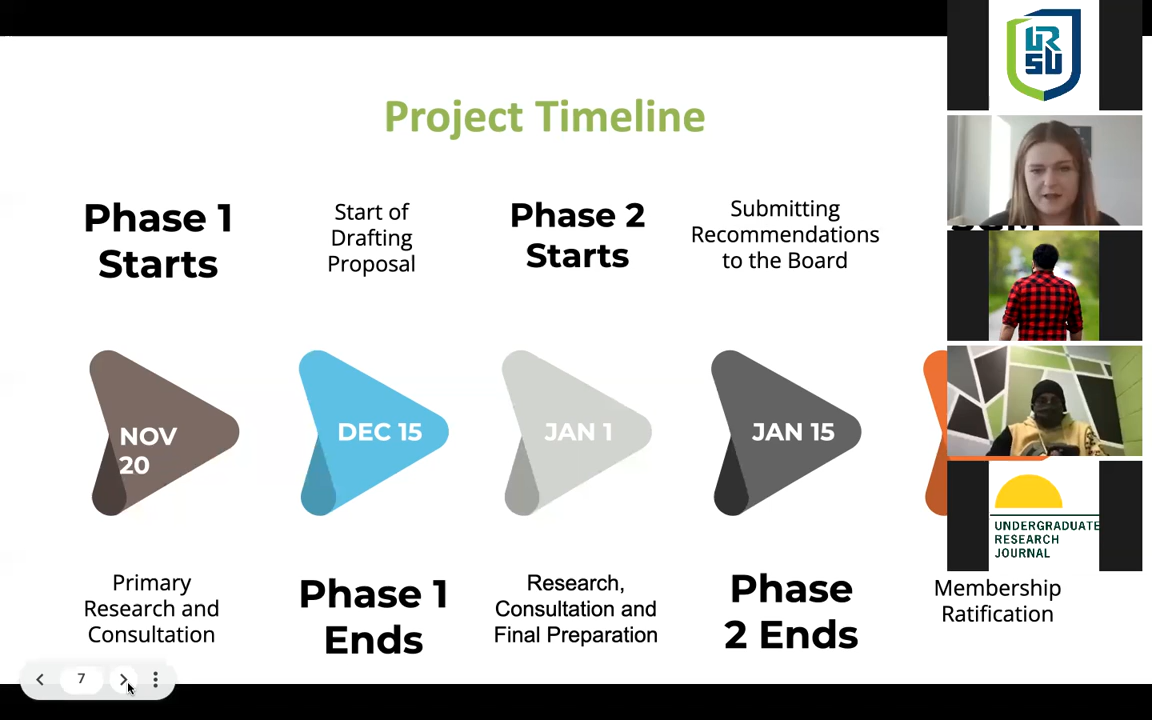 Project Timeline
Phase 1
Starts
Start of
Drafting
Proposal
Phase 2
Starts
Submitting
Recommendations
to the Board
NOV
20
DEC 15
JAN 1
JAN 15
Primary
Research and
Consultation
Phase 1
Ends
Research,
Consultation and
Final Preparation
Phase
2 Ends
Membership
Ratification
7
UR
SU
UNDERGRADUATE
RESEARCH
JOURNAL